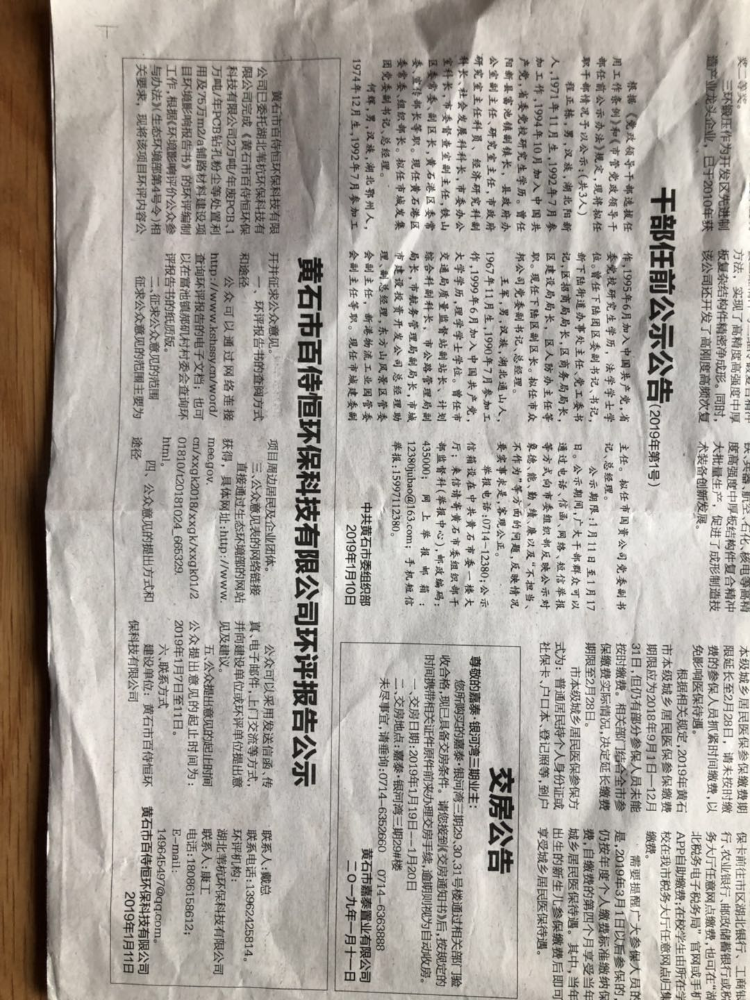 奖二等奖。
三环锻压作为开发区先进制
造产业龙头企业，已于2010年获
方法，实现了高精度高强度中厚
板复杂结构件精密净成形。同时，
该公司还开发了高刚度高频次复
铁、兵器、航空、石化、核电等高精
度高强度中厚板结构件复合精冲
大批量生产，促进了成形制造技
术装备创新发展。
干部任前公示公告(2019年第1号)
根据《党政领导干部选拔任
用工作条例》和《市管党政领导干
部任前公示办法》规定，现将拟任
职干部情况予以公示:(共3人)
程正栋，男，汉族，湖北阳新
人，1971年11月生，1992年7月参
加工作，1994年10月加入中国共
产党，省委党校研究生学历。曾任
阳新县富池镇副镇长，县政府办
公室副主任、研究室主任，市政府
研究室主任科员、经济研究科副
科长、社会发展科科长，市委办公
室科长，市委督查室副主任，铁山
区委常委、副区长，黄石港区委常
委、宣传部长等职。现任黄石港区
委常委、组织部长。拟任市城发集
团党委副书记、总经理。
何辉，男，汉族，湖北鄂州人，
1974年12月生，1992年7月参加工
作，1995年6月加入中国共产党，省
委党校研究生学历，法学学士学
位。曾任下陆团区委副书记、书记，
新下陆街道办事处主任、党工委书
记，区招商局局长，区商务局局长，
区建设局局长，区人防办主任等
职。现任下陆区副区长。拟任市众
邦公司党委副书记、总经理。
王军，男，汉族，湖北通山人，
1967年11月生，1990年7月参加工
作，1999年6月加入中国共产党，
大学学历，理学学士学位。曾任市
交通局质量监督站副站长、计划
综合科副科长，市公路管理局副
局长，市航务管理局副局长，市城
市建设投资开发公司总经理助
理、副总经理，东方山风景区管委
会副主任，新港物流工业园管委
会副主任等职。现任市城建委副
主任。拟任市国资公司党委副书
记、总经理。
公示期限:1月11日至1月17
日。公示期间，广大干部群众可以
通过电话、信函、网络、短信举报
等方式向市委组织部反映公示对
象德、能、勤、绩、廉以及“不担当、
不作为”等方面的问题，反映情况
要实事求是，客观公正。
举报电话:0714—12380;公示
信箱设在中共黄石市委一楼大
厅；来信请寄黄石市委组织部干
部监督科(举报中心)，邮政编码:
435000; 网上举报邮箱:
12380jubao@163.com; 手机短信
举报:15997112380。
中共黄石市委组织部
2019年1月10日
本级城乡居民医保参保缴费期
限延长至2月28日，请未按时缴
费的参保人员抓紧时间缴费，以
免影响医保待遇。
根据相关规定，2019年黄石
市本级城乡居民医保参保缴费
期限应为2018年9月1日—12月
31日，但仍有部分参保人员未能
按时缴费。相关部门结合全市参
保缴费实际情况，决定延长缴费
期限至2月28日。
市本级城乡居民医保参保方
式为：普通居民持个人身份证或
社保卡、户口本、登记照等，到户
保卡前往市区湖北银行、工商银
行、农业银行、邮政储蓄银行或税
务大厅任意网点缴费，也可在“湖
北税务电子税务局”官网或手机
APP自助缴费;在校学生由所在学
校在我市税务大厅任意网点归集
缴费。
需要提醒广大参保人员的
是，2019年3月1日以后参保的，
仍按年度个人缴费标准缴纳保
费，自缴费的第四个月享受当年
城乡居民医保待遇。其中，当年
出生的新生儿参保缴费后即可
享受城乡居民医保待遇。
交房公告
尊敬的嘉泰·银河湾三期业主：
您所购买的嘉泰·银河湾三期29、30、31号楼通过相关部门验
收合格，现已具备交房条件。请您接到《交房通知书》后，按规定的
时间携带相关证件原件前来办理交房手续，逾期则视为自动收房。
一、交房日期:2019年1月19日—1月20日
二、交房地点:嘉泰·银河湾三期29#楼
未尽事宜，请垂询:0714—6352660 0714—6363888
黄石市嘉泰置业有限公司
二〇一九年一月十一日
黄石市百侍恒环保科技有限公司环评报告公示
黄石市百侍恒环保科技有限
公司已委托湖北苇杭环保科技有
限公司完成《黄石市百侍恒环保
科技有限公司2万吨/年废PCB、1
万吨/年PCB钻孔粉尘等处置利
用及75万m2/a铺路材料建设项
目环境影响报告书》的环评编制
工作，根据《环境影响评价公众参
与办法》(生态环境部第4号令)相
关要求，现将该项目环评内容公
开并征求公众意见。
一、环评报告书的查阅方式
和途径
公众可以通过网络连接
http://www.kshssy.cn/word/
查询环评报告的电子文档；也可
以在富池镇郝矶村村委会查询环
评报告书的纸质版。
二、征求公众意见的范围
征求公众意见的范围主要为
项目周边居民及企业团体。
三、公众意见表的网络链接
直接通过生态环境部的网站
获得，具体网址:http://www.
mee.gov.
cn/xxgk2018/xxgk/xxgk01/2
01810/t20181024_665329.
html。
四、公众意见的提出方式和
途径
公众可以采用发送信函、传
真、电子邮件，上门交流等方式，
并向建设单位或环评单位提出意
见及建议。
五、公众提出意见的起止时间
公众提出意见的起止时间为：
2019年1月7日至11日。
六、联系方式
建设单位：黄石市百侍恒环
保科技有限公司
联系人:戴总
联系电话:13962425814。
环评机构:
湖北苇杭环保科技有限公司
联系人:康工
电话:18086158612;
E-mail:
149645497@qq.com。
黄石市百侍恒环保科技有限公司
2019年1月11日